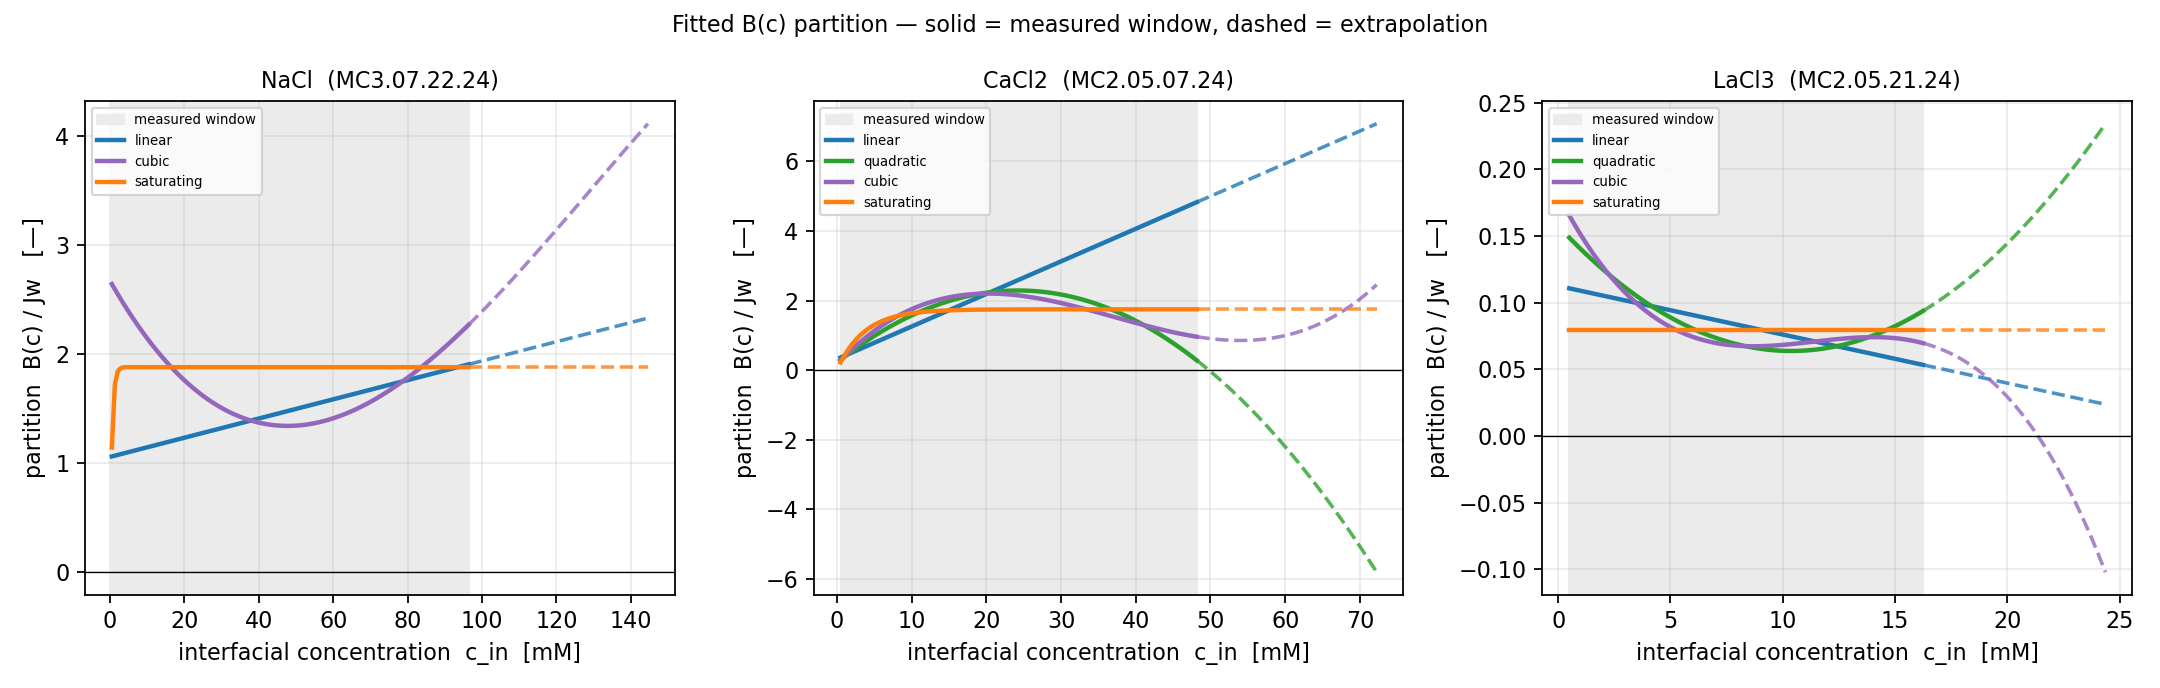 Fitted B(c) partition — solid = measured window, dashed = extrapolation
NaCl  (MC3.07.22.24)
measured window
linear
cubic
saturating
partition  B(c) / Jw  [—]
4
3
2
1
0
0 20 40 60 80 100 120 140
interfacial concentration  c_in  [mM]
CaCl2  (MC2.05.07.24)
measured window
linear
quadratic
cubic
saturating
partition  B(c) / Jw  [—]
6
4
2
0
−2
−4
−6
0 10 20 30 40 50 60 70
interfacial concentration  c_in  [mM]
LaCl3  (MC2.05.21.24)
measured window
linear
quadratic
cubic
saturating
partition  B(c) / Jw  [—]
0.25
0.20
0.15
0.10
0.05
0.00
−0.05
−0.10
0 5 10 15 20 25
interfacial concentration  c_in  [mM]